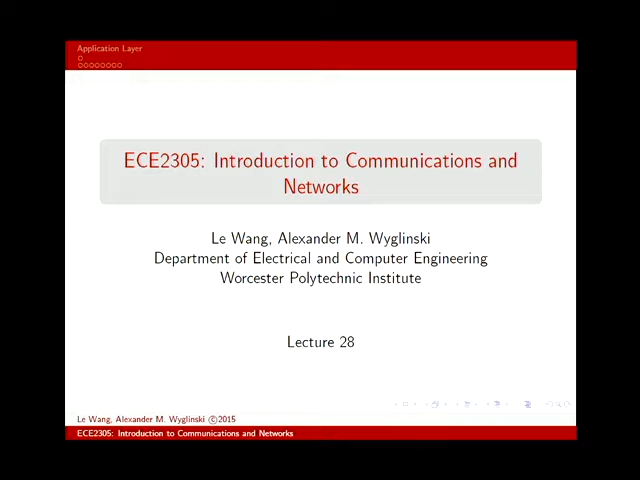 Application Layer
ECE2305: Introduction to Communications and
Networks
Le Wang, Alexander M. Wyglinski
Department of Electrical and Computer Engineering
Worcester Polytechnic Institute
Lecture 28
Le Wang, Alexander M. Wyglinski ©2015
ECE2305: Introduction to Communications and Networks